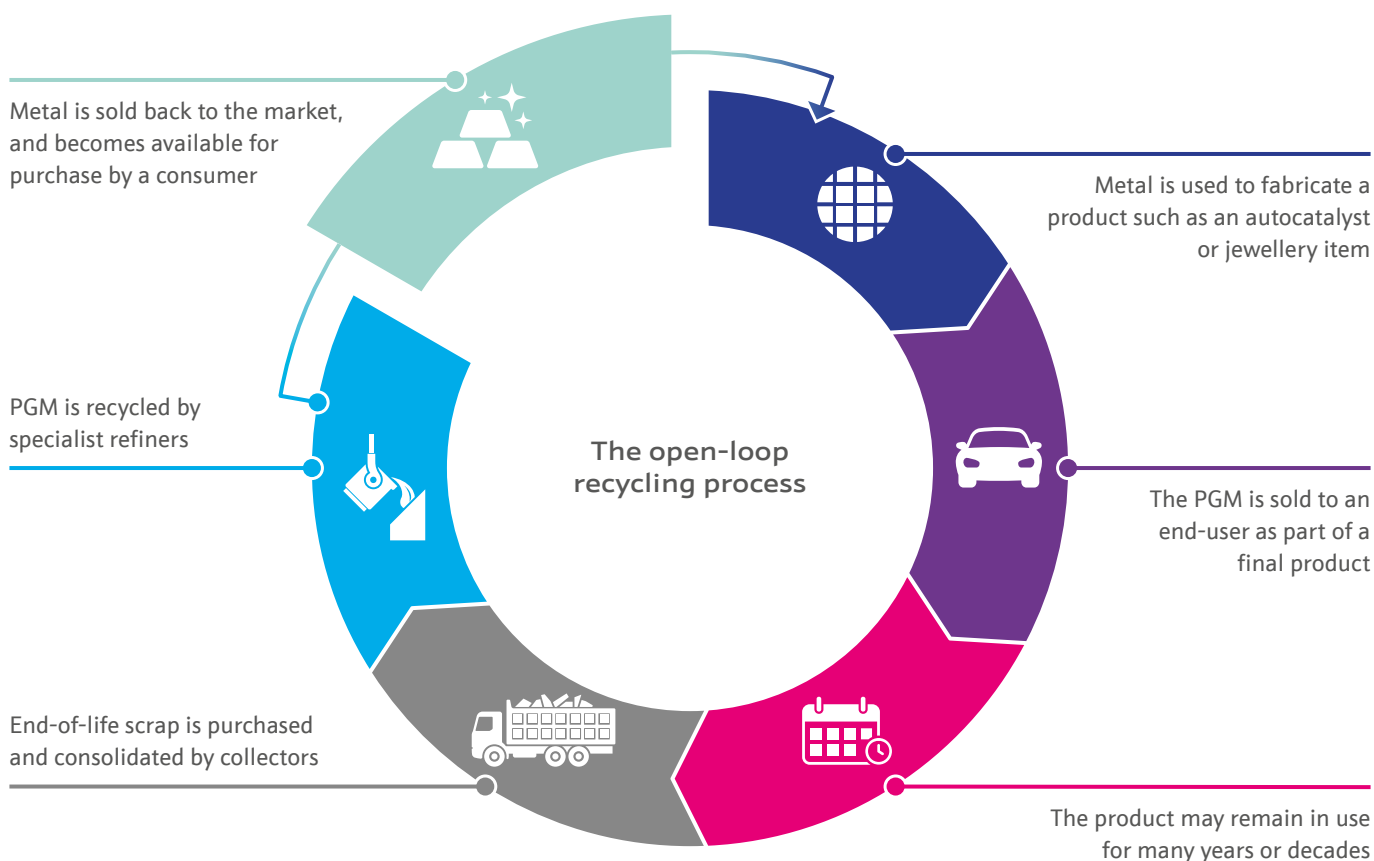 Metal is sold back to the market,
and becomes available for
purchase by a consumer
Metal is used to fabricate a
product such as an autocatalyst
or jewellery item
PGM is recycled by
specialist refiners
The open-loop
recycling process
The PGM is sold to an
end-user as part of a
final product
End-of-life scrap is purchased
and consolidated by collectors
The product may remain in use
for many years or decades